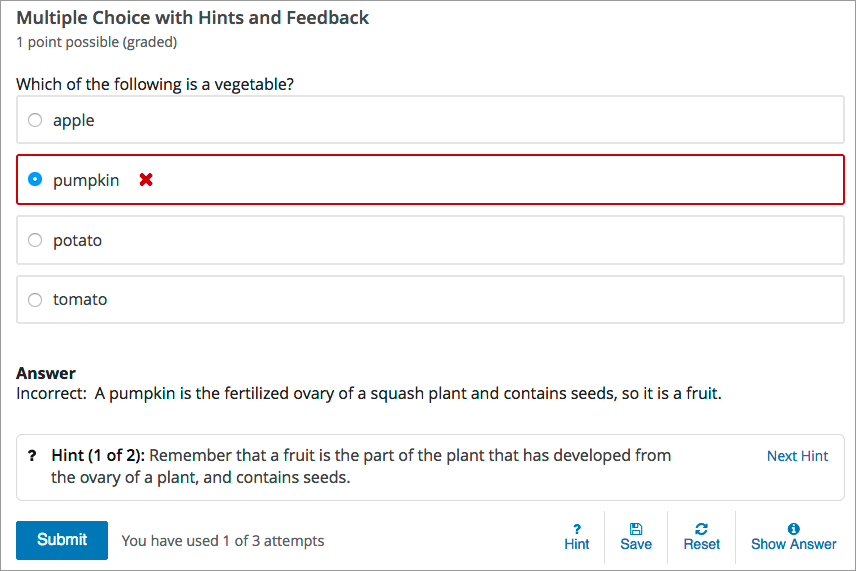 Multiple Choice with Hints and Feedback
1 point possible (graded)
Which of the following is a vegetable?
apple
pumpkin
potato
tomato
Answer
Incorrect: A pumpkin is the fertilized ovary of a squash plant and contains seeds, so it is a fruit.
? Hint (1 of 2): Remember that a fruit is the part of the plant that has developed from Next Hint
the ovary of a plant, and contains seeds.
Submit You have used 1 of 3 attempts
? Hint Save Reset Show Answer